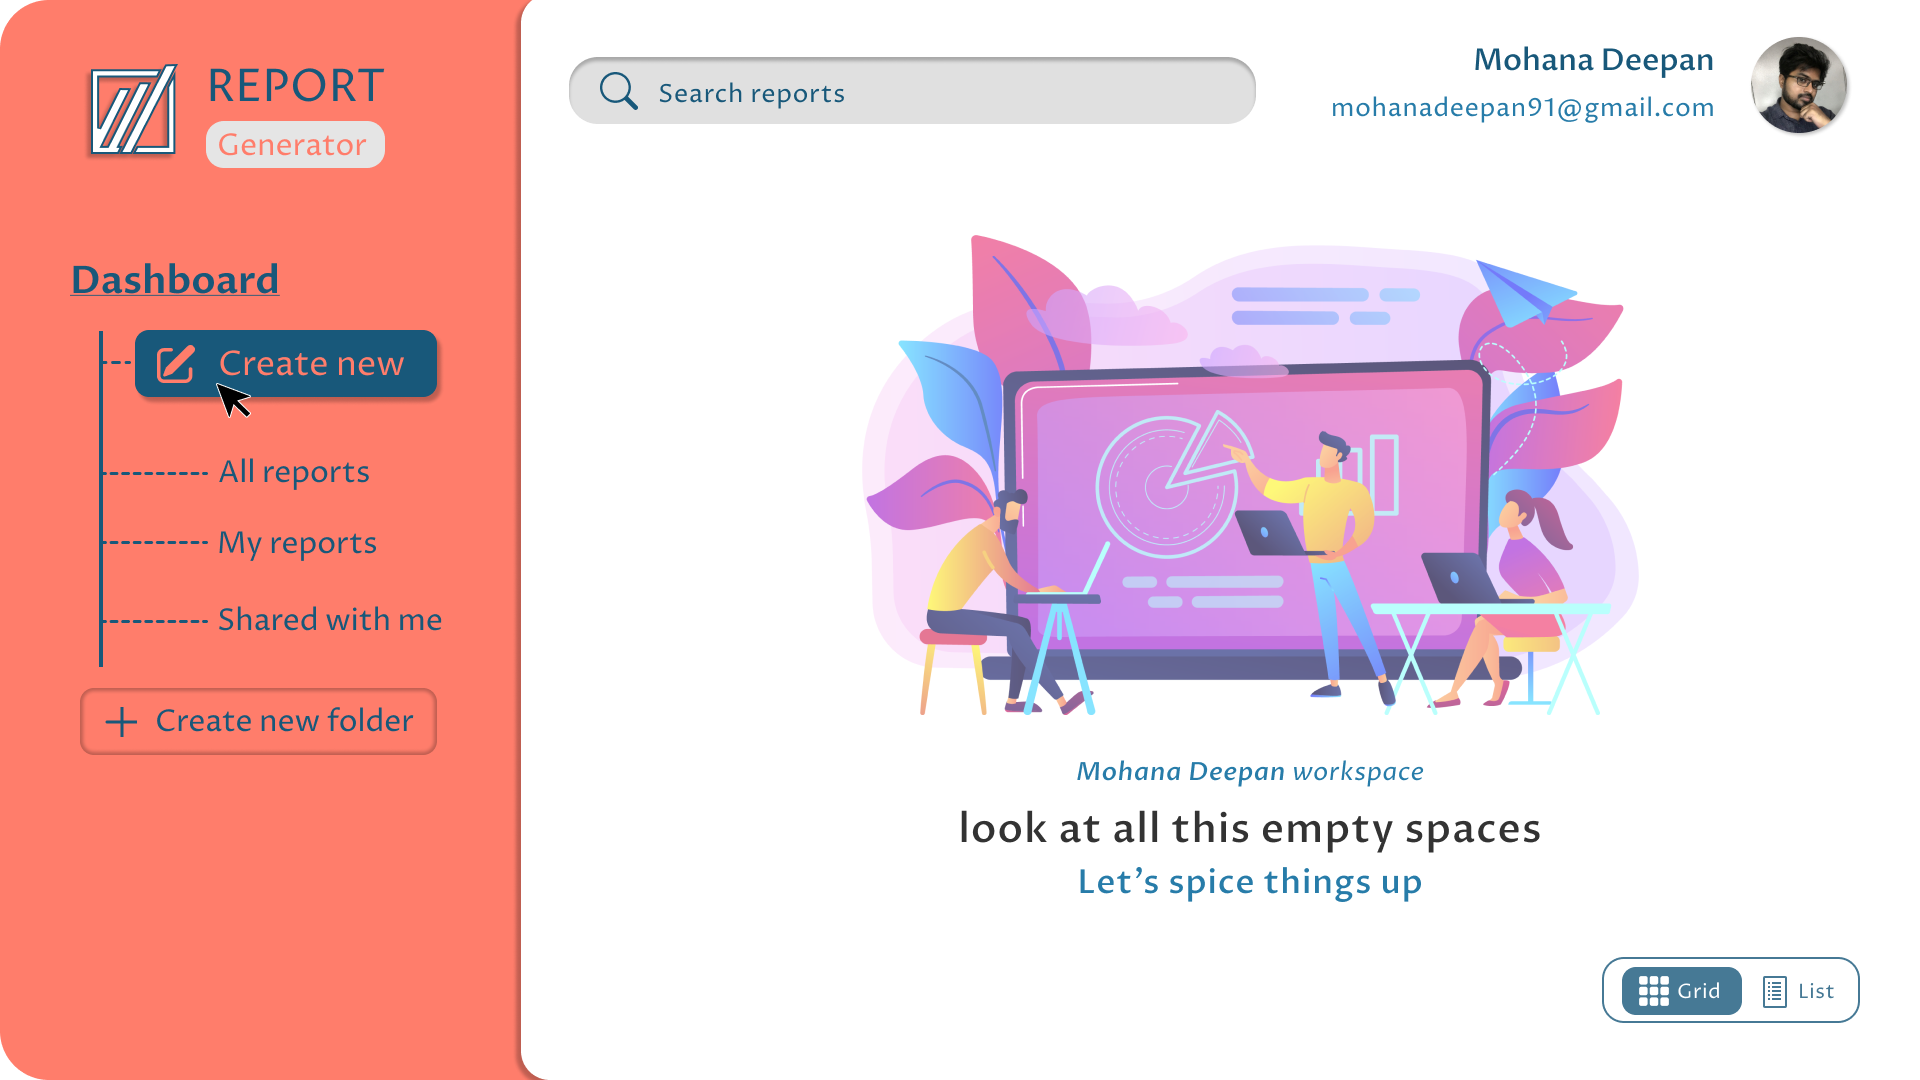 REPORT
Generator
Dashboard
Create new
All reports
My reports
Shared with me
Create new folder
Search reports
Mohana Deepan
mohanadeepan91@gmail.com
Mohana Deepan workspace
look at all this empty spaces
Let’s spice things up
Grid
List